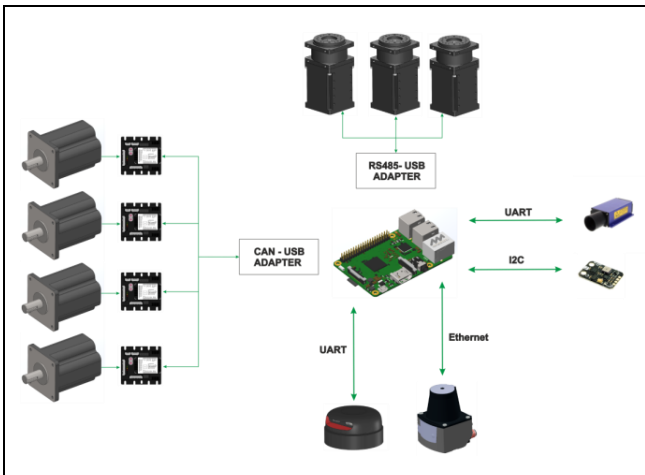 RS485- USB
ADAPTER
UART
CAN - USB
ADAPTER
I2C
Ethernet
UART